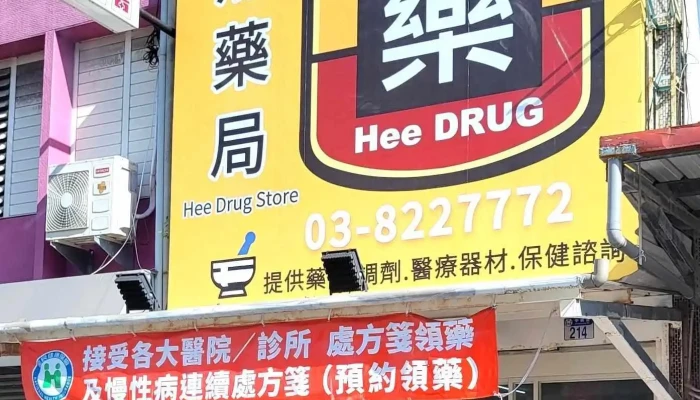 藥局
藥
Hee DRUG
Hee Drug Store
03-8227772
提供藥 調劑.醫療器材.保健諮詢
214
接受各大醫院／診所 處方箋領藥
及慢性病連續處方箋（預約領藥）